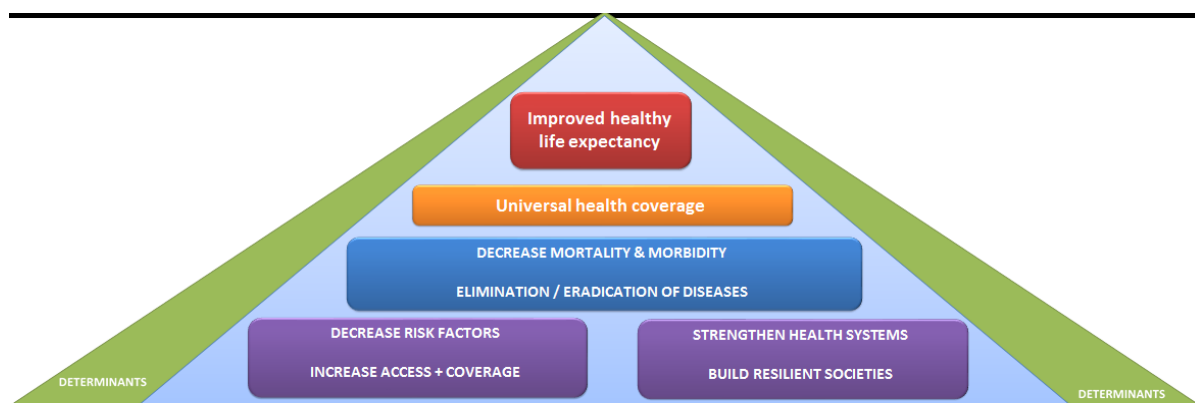 Improved healthy
life expectancy
Universal health coverage
DECREASE MORTALITY & MORBIDITY
ELIMINATION / ERADICATION OF DISEASES
DECREASE RISK FACTORS
INCREASE ACCESS + COVERAGE
STRENGTHEN HEALTH SYSTEMS
BUILD RESILIENT SOCIETIES
DETERMINANTS
DETERMINANTS